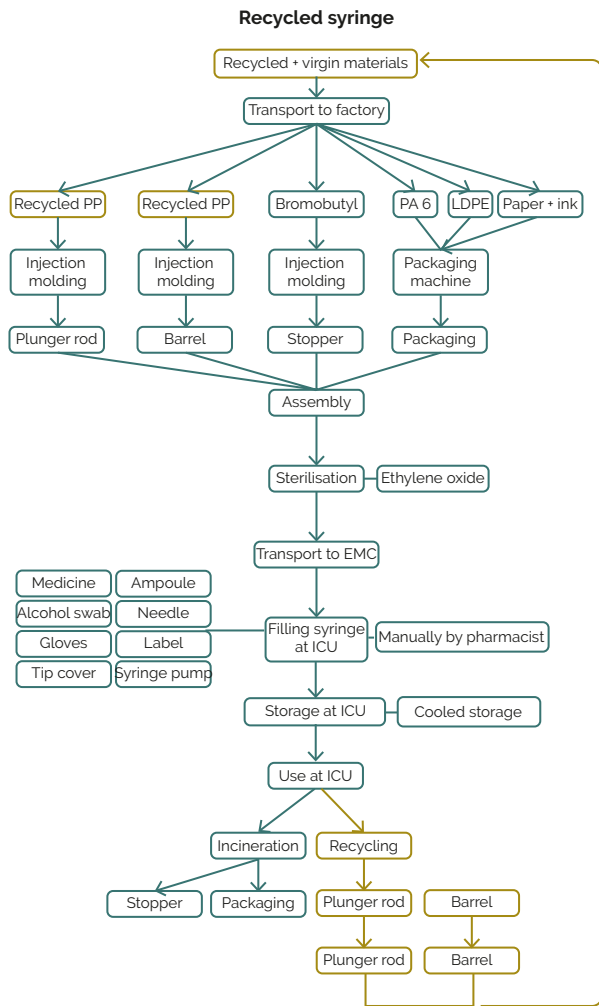 Recycled syringe
Recycled + virgin materials
Transport to factory
Recycled PP
Recycled PP
Bromobutyl
PA 6
LDPE
Paper + ink
Injection
molding
Injection
molding
Injection
molding
Packaging
machine
Plunger rod
Barrel
Stopper
Packaging
Assembly
Sterilisation
Ethylene oxide
Transport to EMC
Medicine
Ampoule
Alcohol swab
Needle
Gloves
Label
Tip cover
Syringe pump
Filling syringe
at ICU
Manually by pharmacist
Storage at ICU
Cooled storage
Use at ICU
Incineration
Recycling
Stopper
Packaging
Plunger rod
Barrel
Plunger rod
Barrel